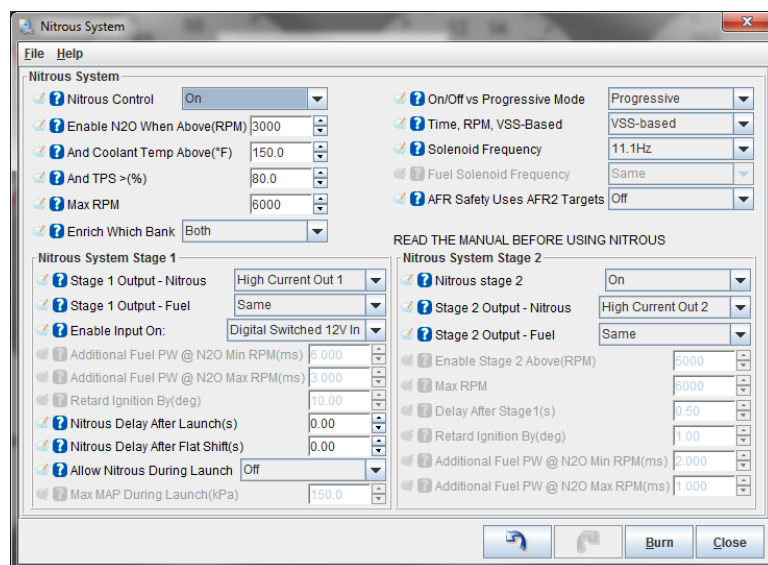 Nitrous System
File Help
Nitrous System
Nitrous Control On
Enable N2O When Above(RPM) 3000
And Coolant Temp Above(°F) 150.0
And TPS >(%) 80.0
Max RPM 6000
Enrich Which Bank Both
On/Off vs Progressive Mode Progressive
Time, RPM, VSS-Based VSS-based
Solenoid Frequency 11.1Hz
Fuel Solenoid Frequency Same
AFR Safety Uses AFR2 Targets Off
READ THE MANUAL BEFORE USING NITROUS
Nitrous System Stage 1
Stage 1 Output - Nitrous High Current Out 1
Stage 1 Output - Fuel Same
Enable Input On: Digital Switched 12V In
Additional Fuel PW @ N2O Min RPM(ms) 6.000
Additional Fuel PW @ N2O Max RPM(ms) 3.000
Retard Ignition By(deg) 10.00
Nitrous Delay After Launch(s) 0.00
Nitrous Delay After Flat Shift(s) 0.00
Allow Nitrous During Launch Off
Max MAP During Launch(kPa) 150.0
Nitrous System Stage 2
Nitrous stage 2 On
Stage 2 Output - Nitrous High Current Out 2
Stage 2 Output - Fuel Same
Enable Stage 2 Above(RPM) 5000
Max RPM 6000
Delay After Stage1(s) 0.50
Retard Ignition By(deg) 1.00
Additional Fuel PW @ N2O Min RPM(ms) 2.000
Additional Fuel PW @ N2O Max RPM(ms) 1.000
Burn Close